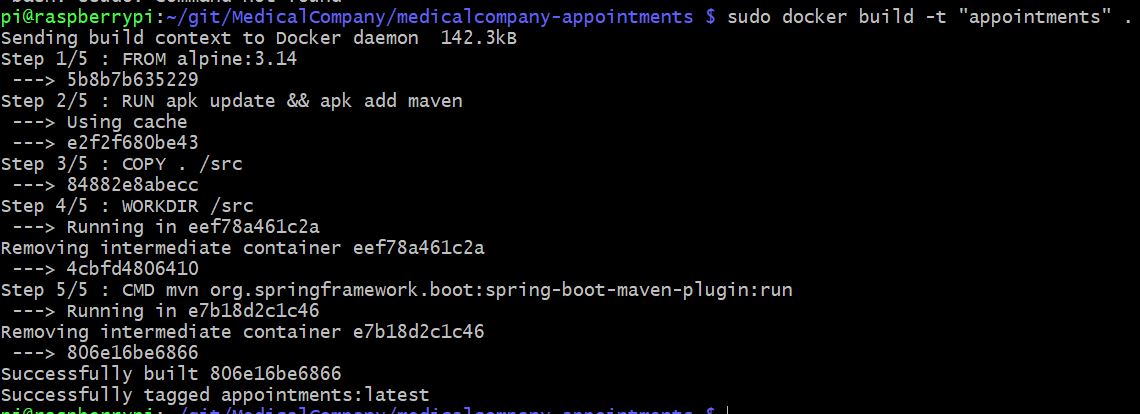 pi@raspberrypi:~/git/MedicalCompany/medicalcompany-appointments $ sudo docker build -t "appointments" .
Sending build context to Docker daemon  142.3kB
Step 1/5 : FROM alpine:3.14
 ---> 5b8b7b635229
Step 2/5 : RUN apk update && apk add maven
 ---> Using cache
 ---> e2f2f680be43
Step 3/5 : COPY . /src
 ---> 84882e8abecc
Step 4/5 : WORKDIR /src
 ---> Running in eef78a461c2a
Removing intermediate container eef78a461c2a
 ---> 4cbfd4806410
Step 5/5 : CMD mvn org.springframework.boot:spring-boot-maven-plugin:run
 ---> Running in e7b18d2c1c46
Removing intermediate container e7b18d2c1c46
 ---> 806e16be6866
Successfully built 806e16be6866
Successfully tagged appointments:latest
pi@raspberrypi:~/git/MedicalCompany/medicalcompany-appointments $